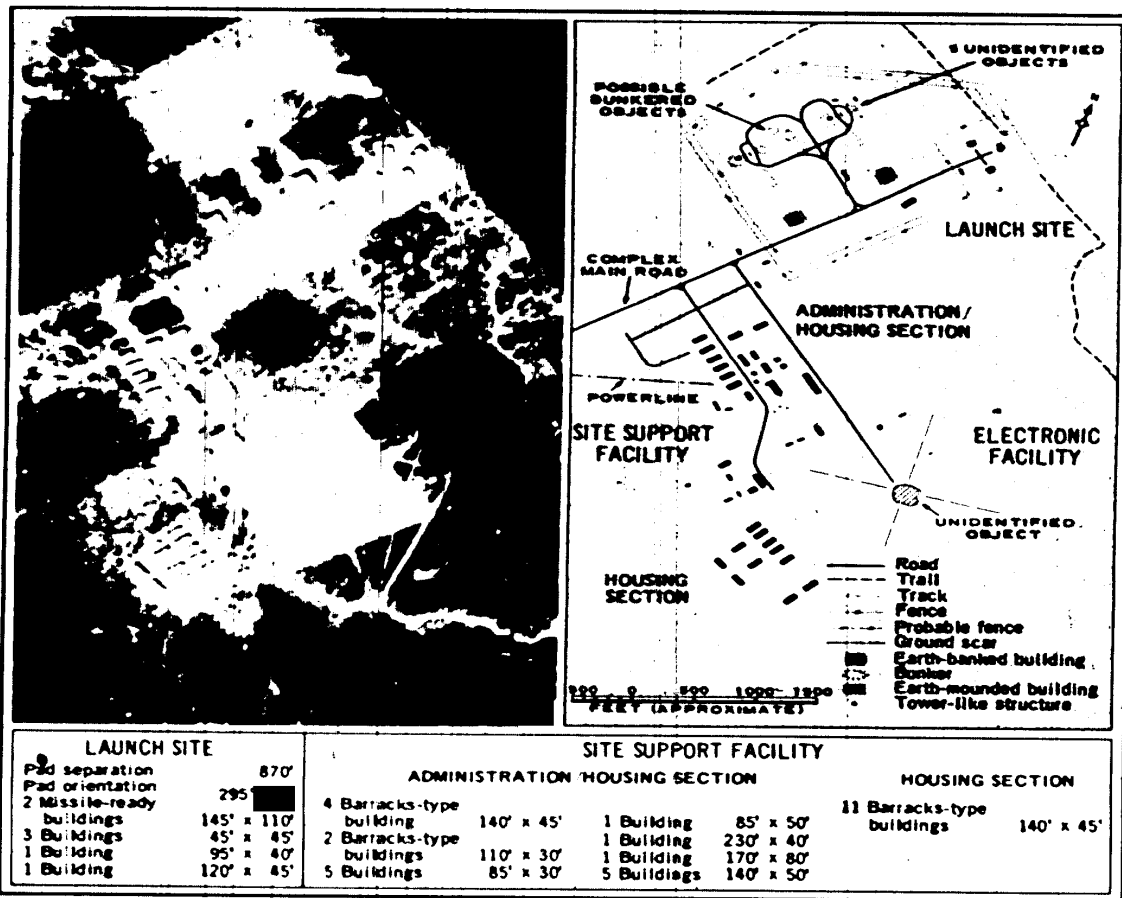 5 UNIDENTIFIED
OBJECTS
POSSIBLE
BUNKERED
OBJECTS
N
LAUNCH SITE
COMPLEX
MAIN ROAD
ADMINISTRATION/
HOUSING SECTION
POWERLINE
SITE SUPPORT
FACILITY
ELECTRONIC
FACILITY
UNIDENTIFIED
OBJECT
HOUSING
SECTION
Road
Trail
Track
Fence
Probable fence
Ground scar
Earth-banked building
Bunker
Earth-mounded building
Tower-like structure
500 0 500 1000 1500
FEET (APPROXIMATE)
LAUNCH SITE
Pad separation 870'
Pad orientation 295°
2 Missile-ready
buildings 145' x 110'
3 Buildings 45' x 45'
1 Building 95' x 40'
1 Building 120' x 45'
SITE SUPPORT FACILITY
ADMINISTRATION/HOUSING SECTION
4 Barracks-type
building 140' x 45'
2 Barracks-type
buildings 110' x 30'
5 Buildings 85' x 30'
1 Building 85' x 50'
1 Building 230' x 40'
1 Building 170' x 80'
5 Buildings 140' x 50'
HOUSING SECTION
11 Barracks-type
buildings 140' x 45'